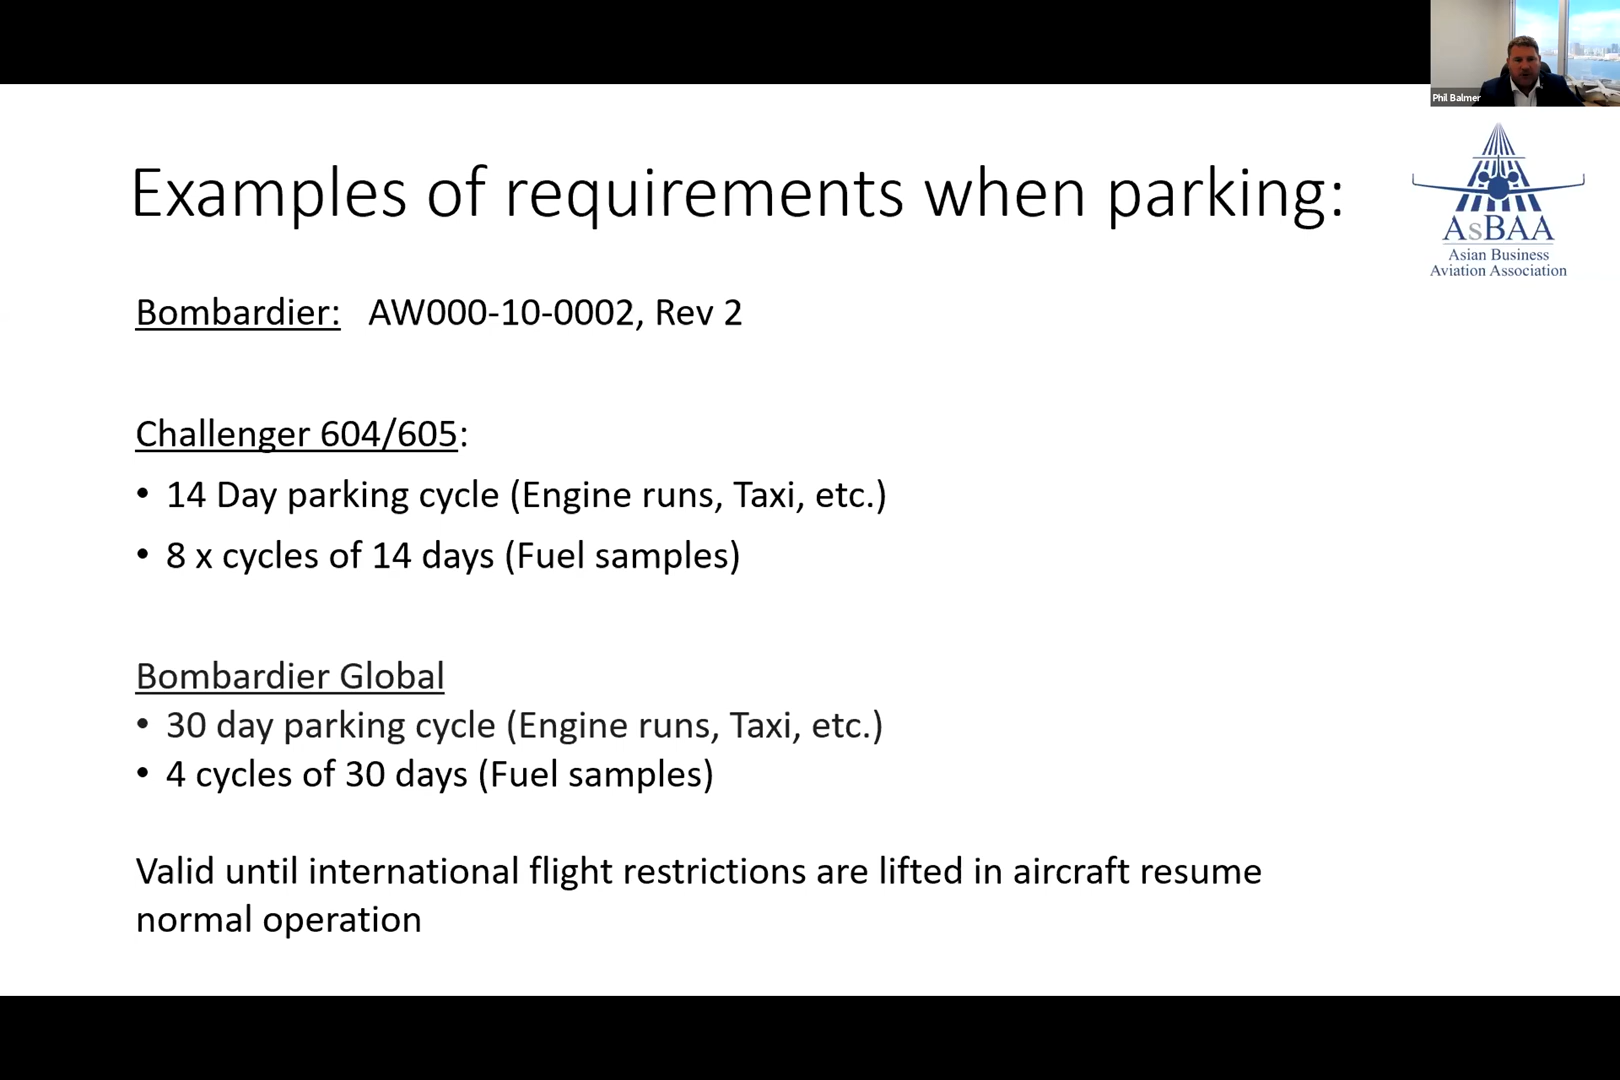 Phil Balmer
Examples of requirements when parking:
AsBAA
Asian Business
Aviation Association
Bombardier: AW000-10-0002, Rev 2
Challenger 604/605:
• 14 Day parking cycle (Engine runs, Taxi, etc.)
• 8 x cycles of 14 days (Fuel samples)
Bombardier Global
• 30 day parking cycle (Engine runs, Taxi, etc.)
• 4 cycles of 30 days (Fuel samples)
Valid until international flight restrictions are lifted in aircraft resume
normal operation